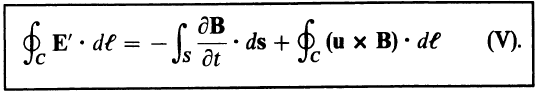 ∮_C E′ · dℓ = −∫_S ∂B/∂t · ds + ∮_C (u × B) · dℓ (V).